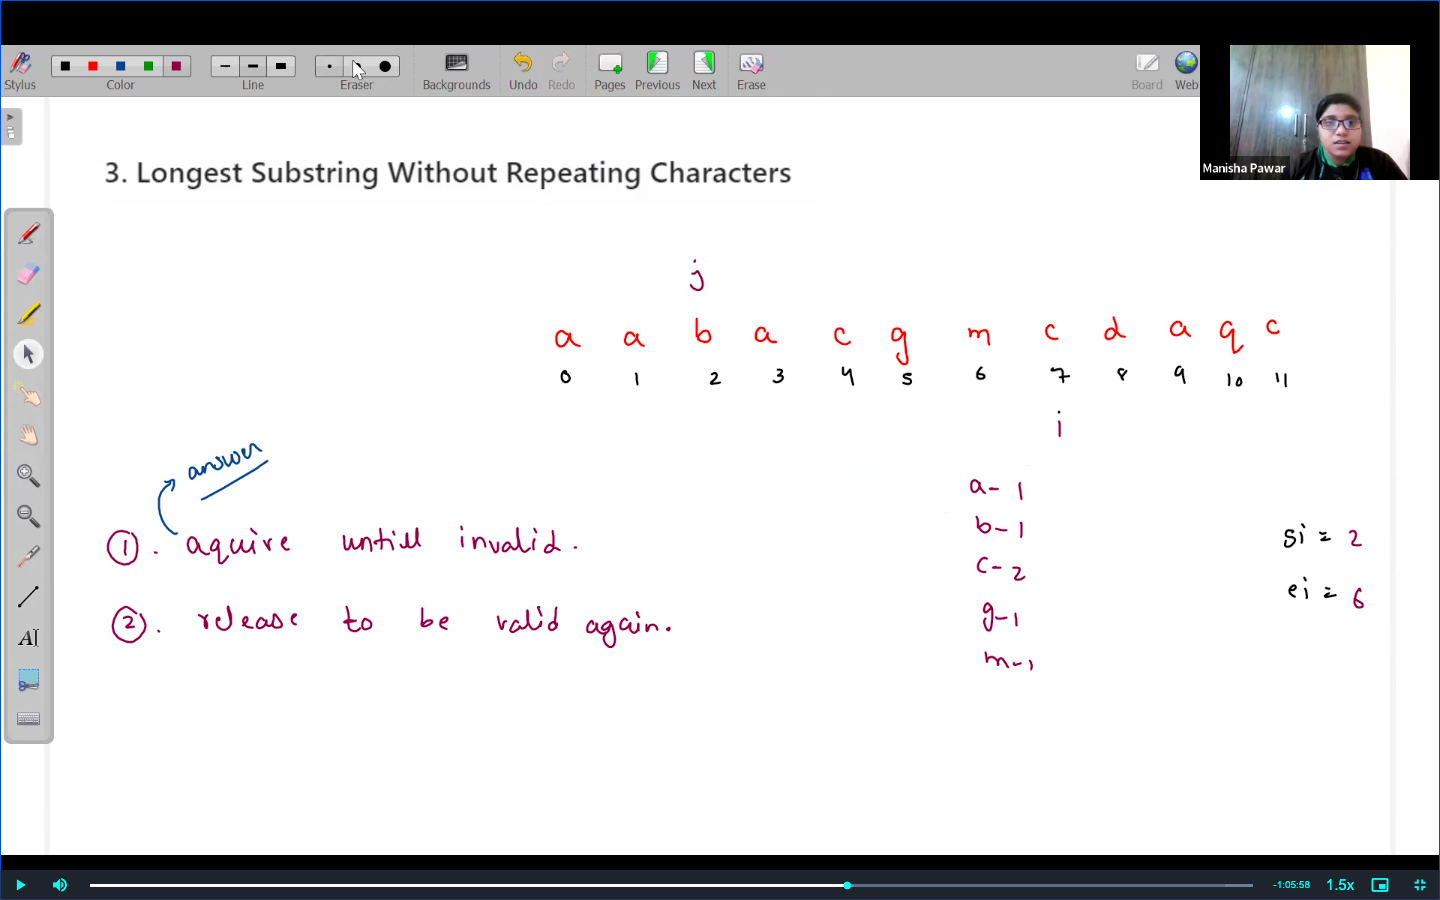 Stylus Color Line Eraser Backgrounds Undo Redo Pages Previous Next Erase Board Web
Manisha Pawar
3. Longest Substring Without Repeating Characters
j
a a b a c g m c d a q c
0 1 2 3 4 5 6 7 8 9 10 11
i
answer
a- 1
b-1
c-2
g-1
m-1
① . aquire untill invalid .
② . release to be valid again.
si = 2
ei = 6
AI
-1:05:58 1.5x